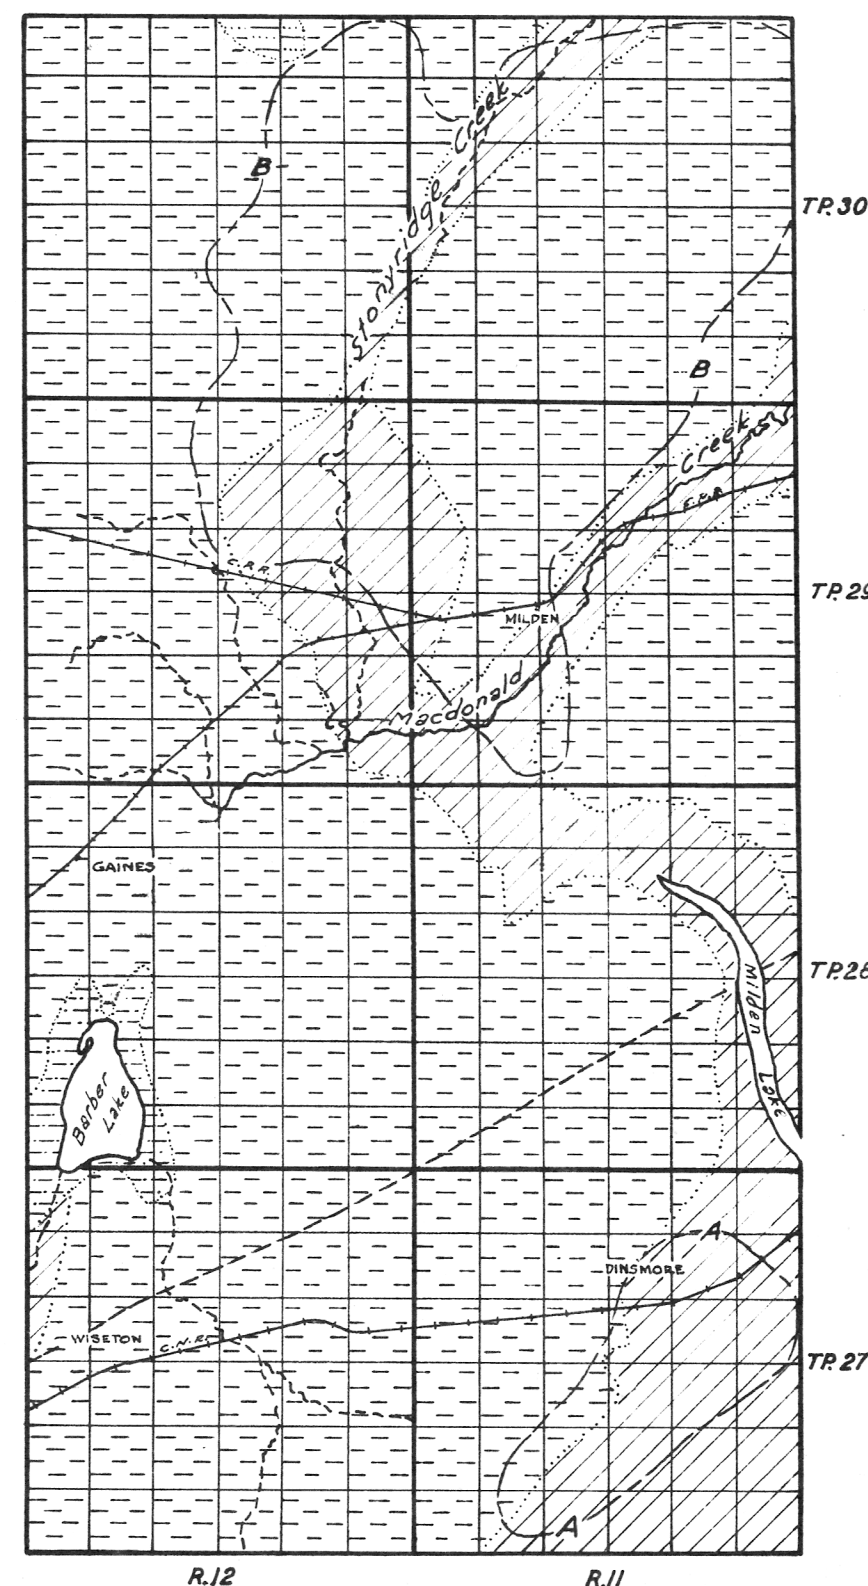 B
Stonyridge Creek
TP. 30
B
Macdonald Creek
C.P.R.
C.P.R.
TP. 29
MILDEN
GAINES
TP. 28
Milden Lake
Barber
Lake
A
DINSMORE
WISETON
C.N.R.
TP. 27
A
R.12
R.11